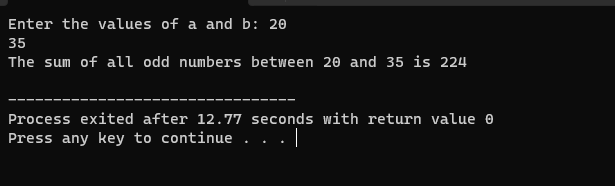 Enter the values of a and b: 20
35
The sum of all odd numbers between 20 and 35 is 224
--------------------------------
Process exited after 12.77 seconds with return value 0
Press any key to continue . . .